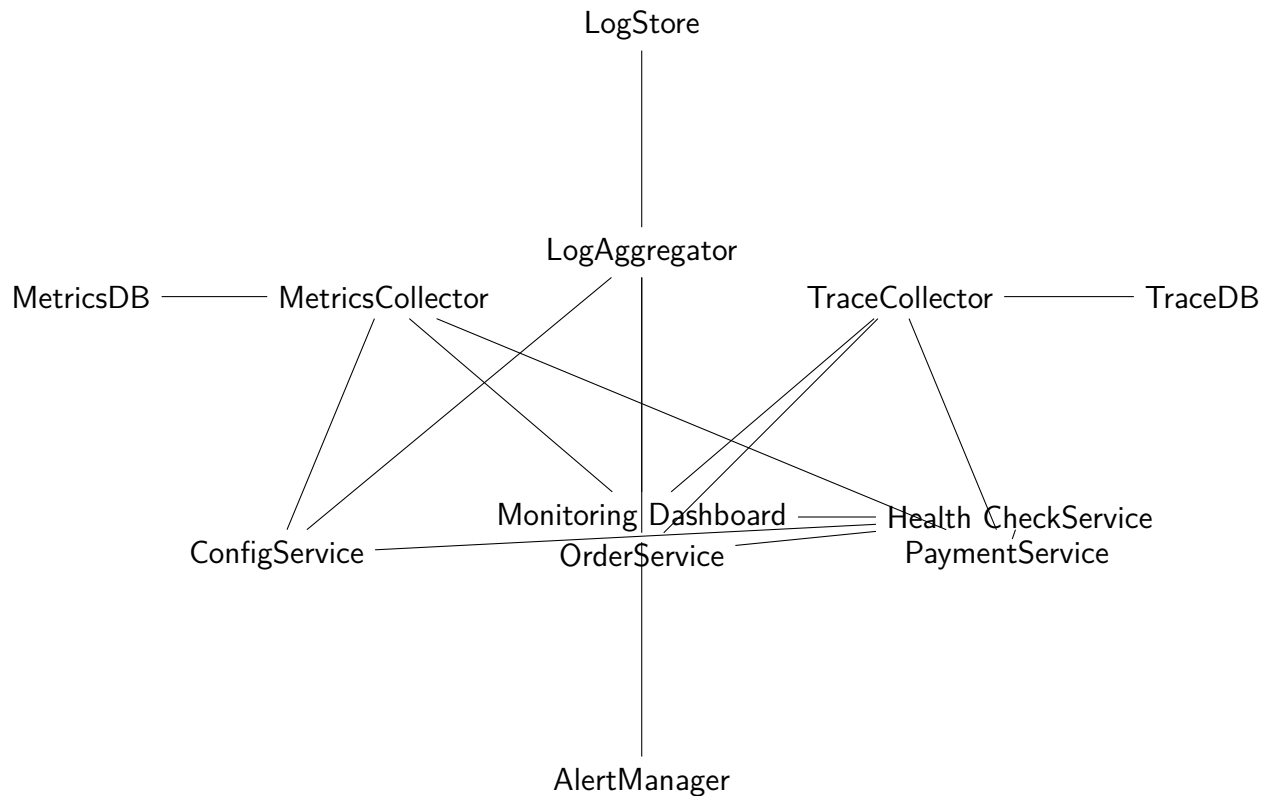 LogStore
LogAggregator
MetricsDB
MetricsCollector
TraceCollector
TraceDB
Monitoring Dashboard
Health CheckService
ConfigService
OrderService
PaymentService
AlertManager